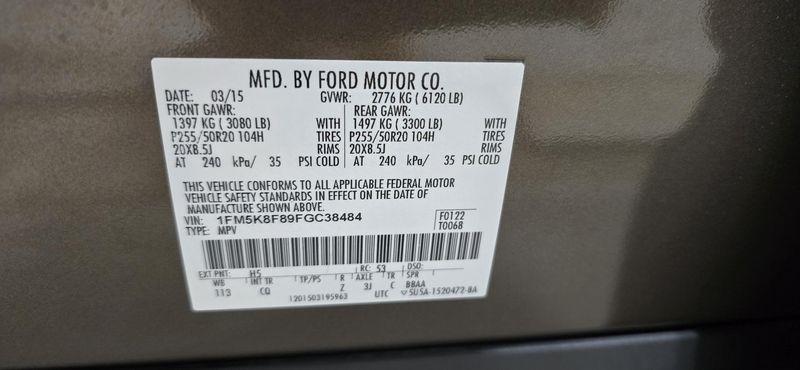 MFD. BY FORD MOTOR CO.
DATE: 03/15 GVWR: 2776 KG ( 6120 LB)
FRONT GAWR: REAR GAWR:
1397 KG ( 3080 LB) WITH 1497 KG ( 3300 LB) WITH
P255/50R20 104H TIRES P255/50R20 104H TIRES
20X8.5J RIMS 20X8.5J RIMS
AT 240 kPa/ 35 PSI COLD AT 240 kPa/ 35 PSI COLD
THIS VEHICLE CONFORMS TO ALL APPLICABLE FEDERAL MOTOR
VEHICLE SAFETY STANDARDS IN EFFECT ON THE DATE OF
MANUFACTURE SHOWN ABOVE.
VIN: 1FM5K8F89FGC38484 F0122
TYPE: MPV T0068
EXT PNT: H5 RC: 53 DSO:
WB INT TR TP/PS R AXLE TR SPR
113 CQ Z 3J C BBAA
1201503195963 UTC ▽5U5A-1520472-BA